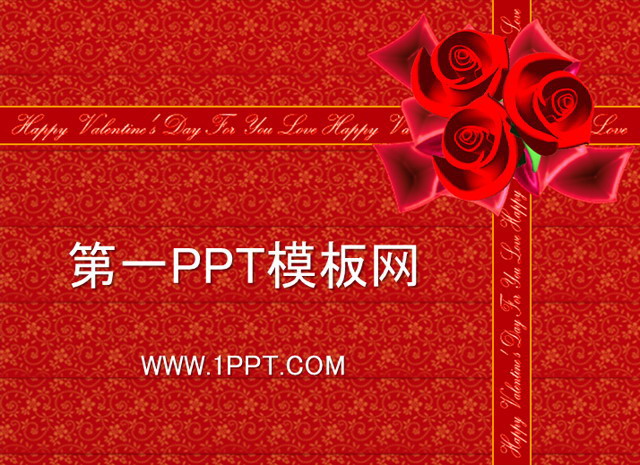 Happy Valentine's Day For You Love Happy Va Love
第一PPT模板网
WWW.1PPT.COM
Happy Valentine's Day For You Love Happy
Love